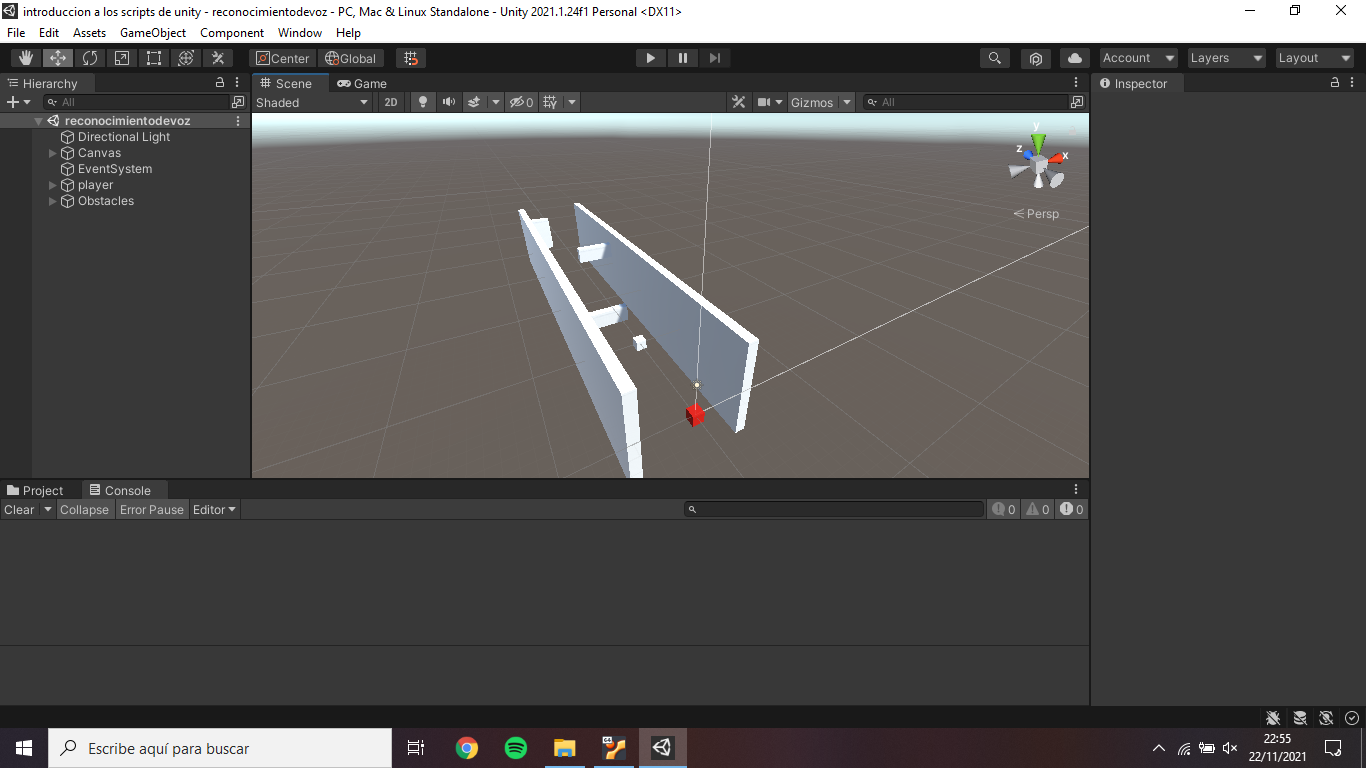 introduccion a los scripts de unity - reconocimientodevoz - PC, Mac & Linux Standalone - Unity 2021.1.24f1 Personal <DX11>
File Edit Assets GameObject Component Window Help
Center Global Account Layers Layout
Hierarchy Scene Game Inspector
All Shaded 2D 0 Gizmos All
reconocimientodevoz
Directional Light
Canvas
EventSystem
player
Obstacles
y
z x
Persp
Project Console
Clear Collapse Error Pause Editor 0 0 0
Escribe aquí para buscar
22:55
22/11/2021